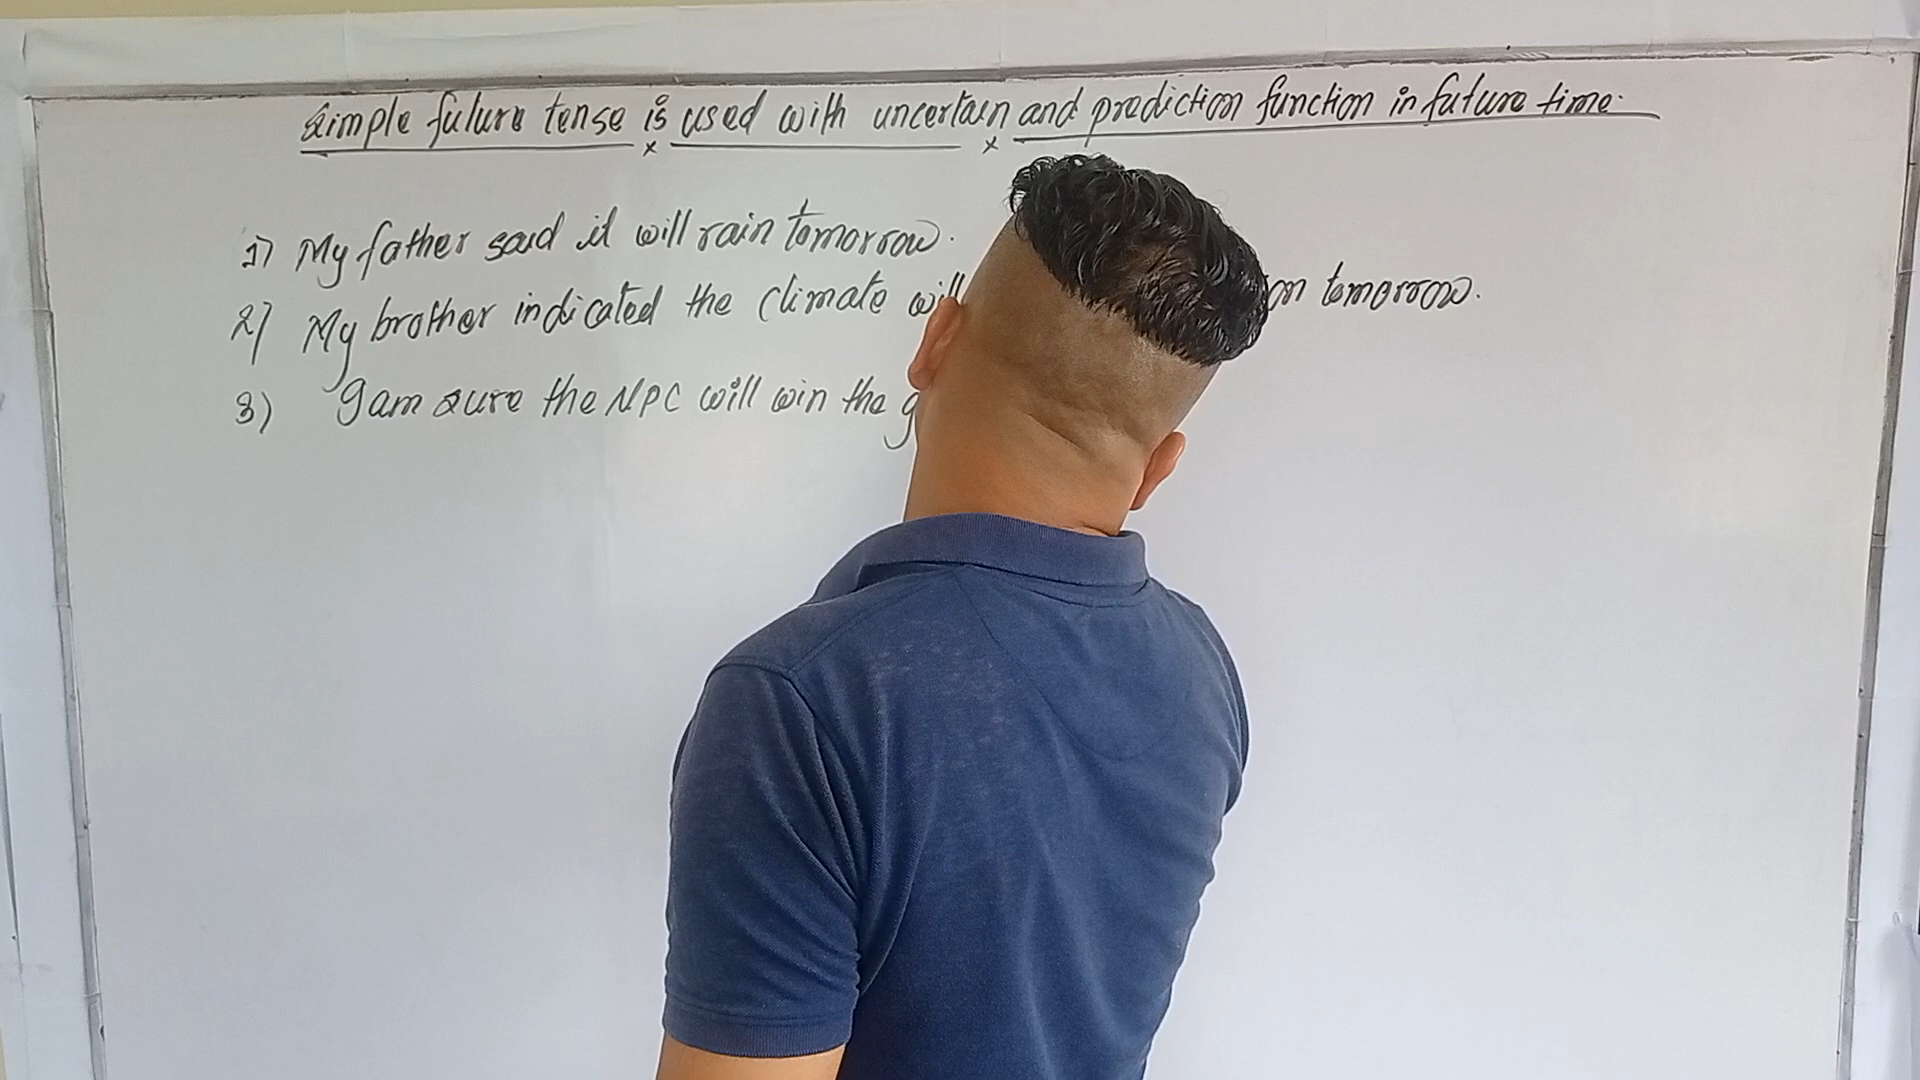 Simple future tense is used with uncertain and prediction function in future time.
1) My father said it will rain tomorrow.
2) My brother indicated the climate will tomorrow.
3) I am sure the NPC will win the